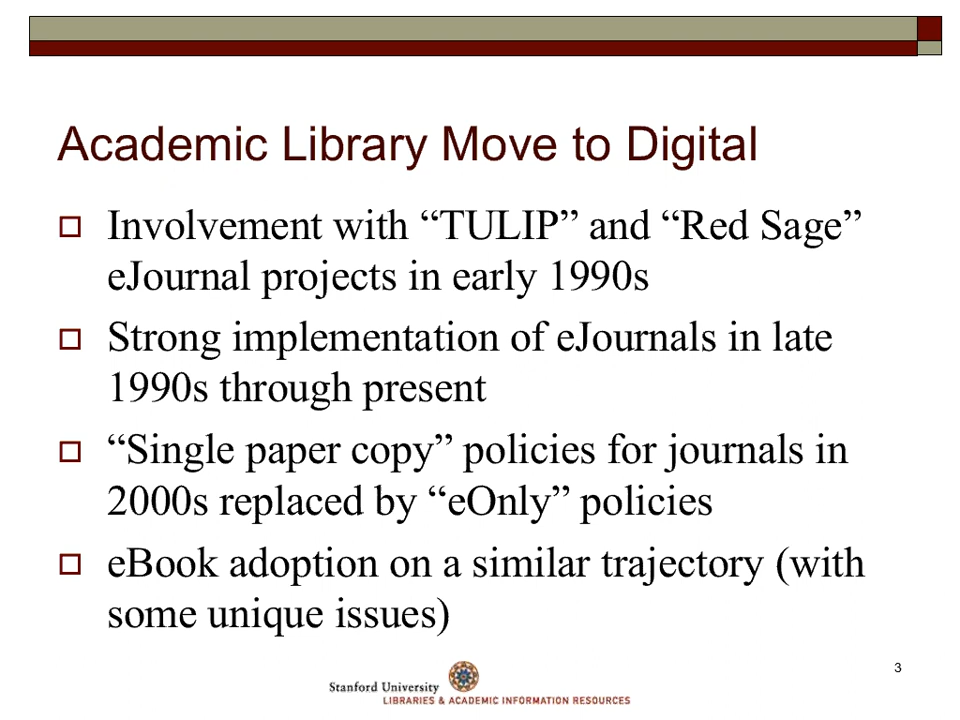 Academic Library Move to Digital
Involvement with “TULIP” and “Red Sage”
eJournal projects in early 1990s
Strong implementation of eJournals in late
1990s through present
“Single paper copy” policies for journals in
2000s replaced by “eOnly” policies
eBook adoption on a similar trajectory (with
some unique issues)
3
Stanford University
LIBRARIES & ACADEMIC INFORMATION RESOURCES